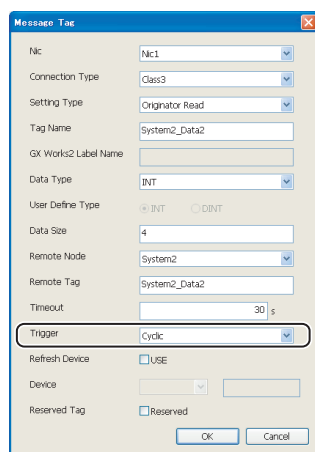 Message Tag
Nic Nic1
Connection Type Class3
Setting Type Originator Read
Tag Name System2_Data2
GX Works2 Label Name
Data Type INT
User Define Type INT DINT
Data Size 4
Remote Node System2
Remote Tag System2_Data2
Timeout 30 s
Trigger Cyclic
Refresh Device USE
Device
Reserved Tag Reserved
OK Cancel